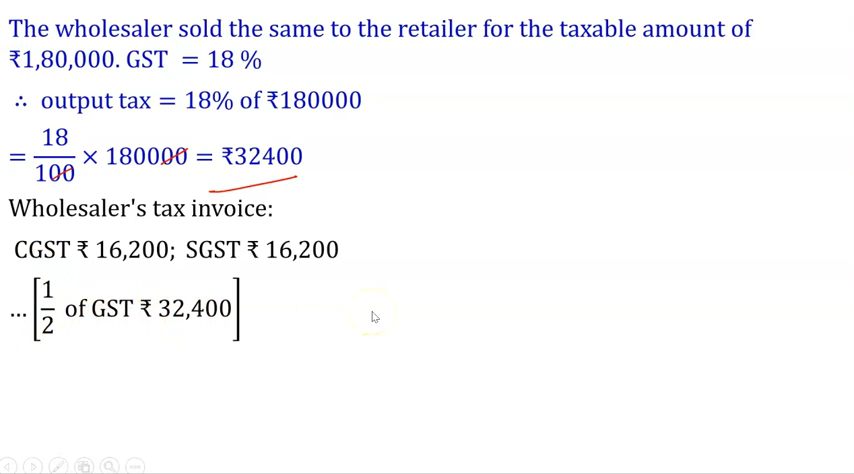 The wholesaler sold the same to the retailer for the taxable amount of
₹1,80,000. GST = 18 %
∴ output tax = 18% of ₹180000
= 18/100 × 180000 = ₹32400
Wholesaler's tax invoice:
CGST ₹ 16,200; SGST ₹ 16,200
...[1/2 of GST ₹ 32,400]